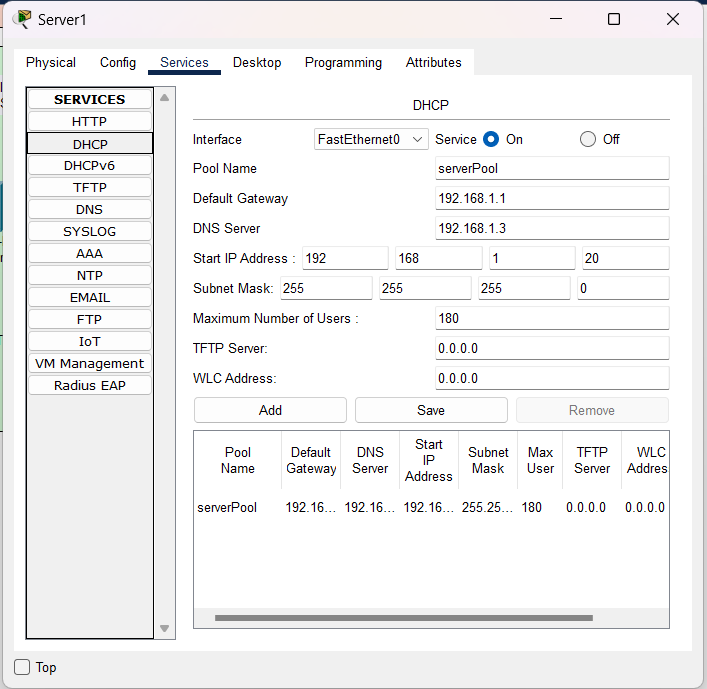 Server1
Physical Config Services Desktop Programming Attributes
SERVICES
HTTP
DHCP
DHCPv6
TFTP
DNS
SYSLOG
AAA
NTP
EMAIL
FTP
IoT
VM Management
Radius EAP
DHCP
Interface FastEthernet0 Service On Off
Pool Name serverPool
Default Gateway 192.168.1.1
DNS Server 192.168.1.3
Start IP Address : 192 168 1 20
Subnet Mask: 255 255 255 0
Maximum Number of Users : 180
TFTP Server: 0.0.0.0
WLC Address: 0.0.0.0
Add Save Remove
Pool Name Default Gateway DNS Server Start IP Address Subnet Mask Max User TFTP Server WLC Addres
serverPool 192.16... 192.16... 192.16... 255.25... 180 0.0.0.0 0.0.0.0
Top